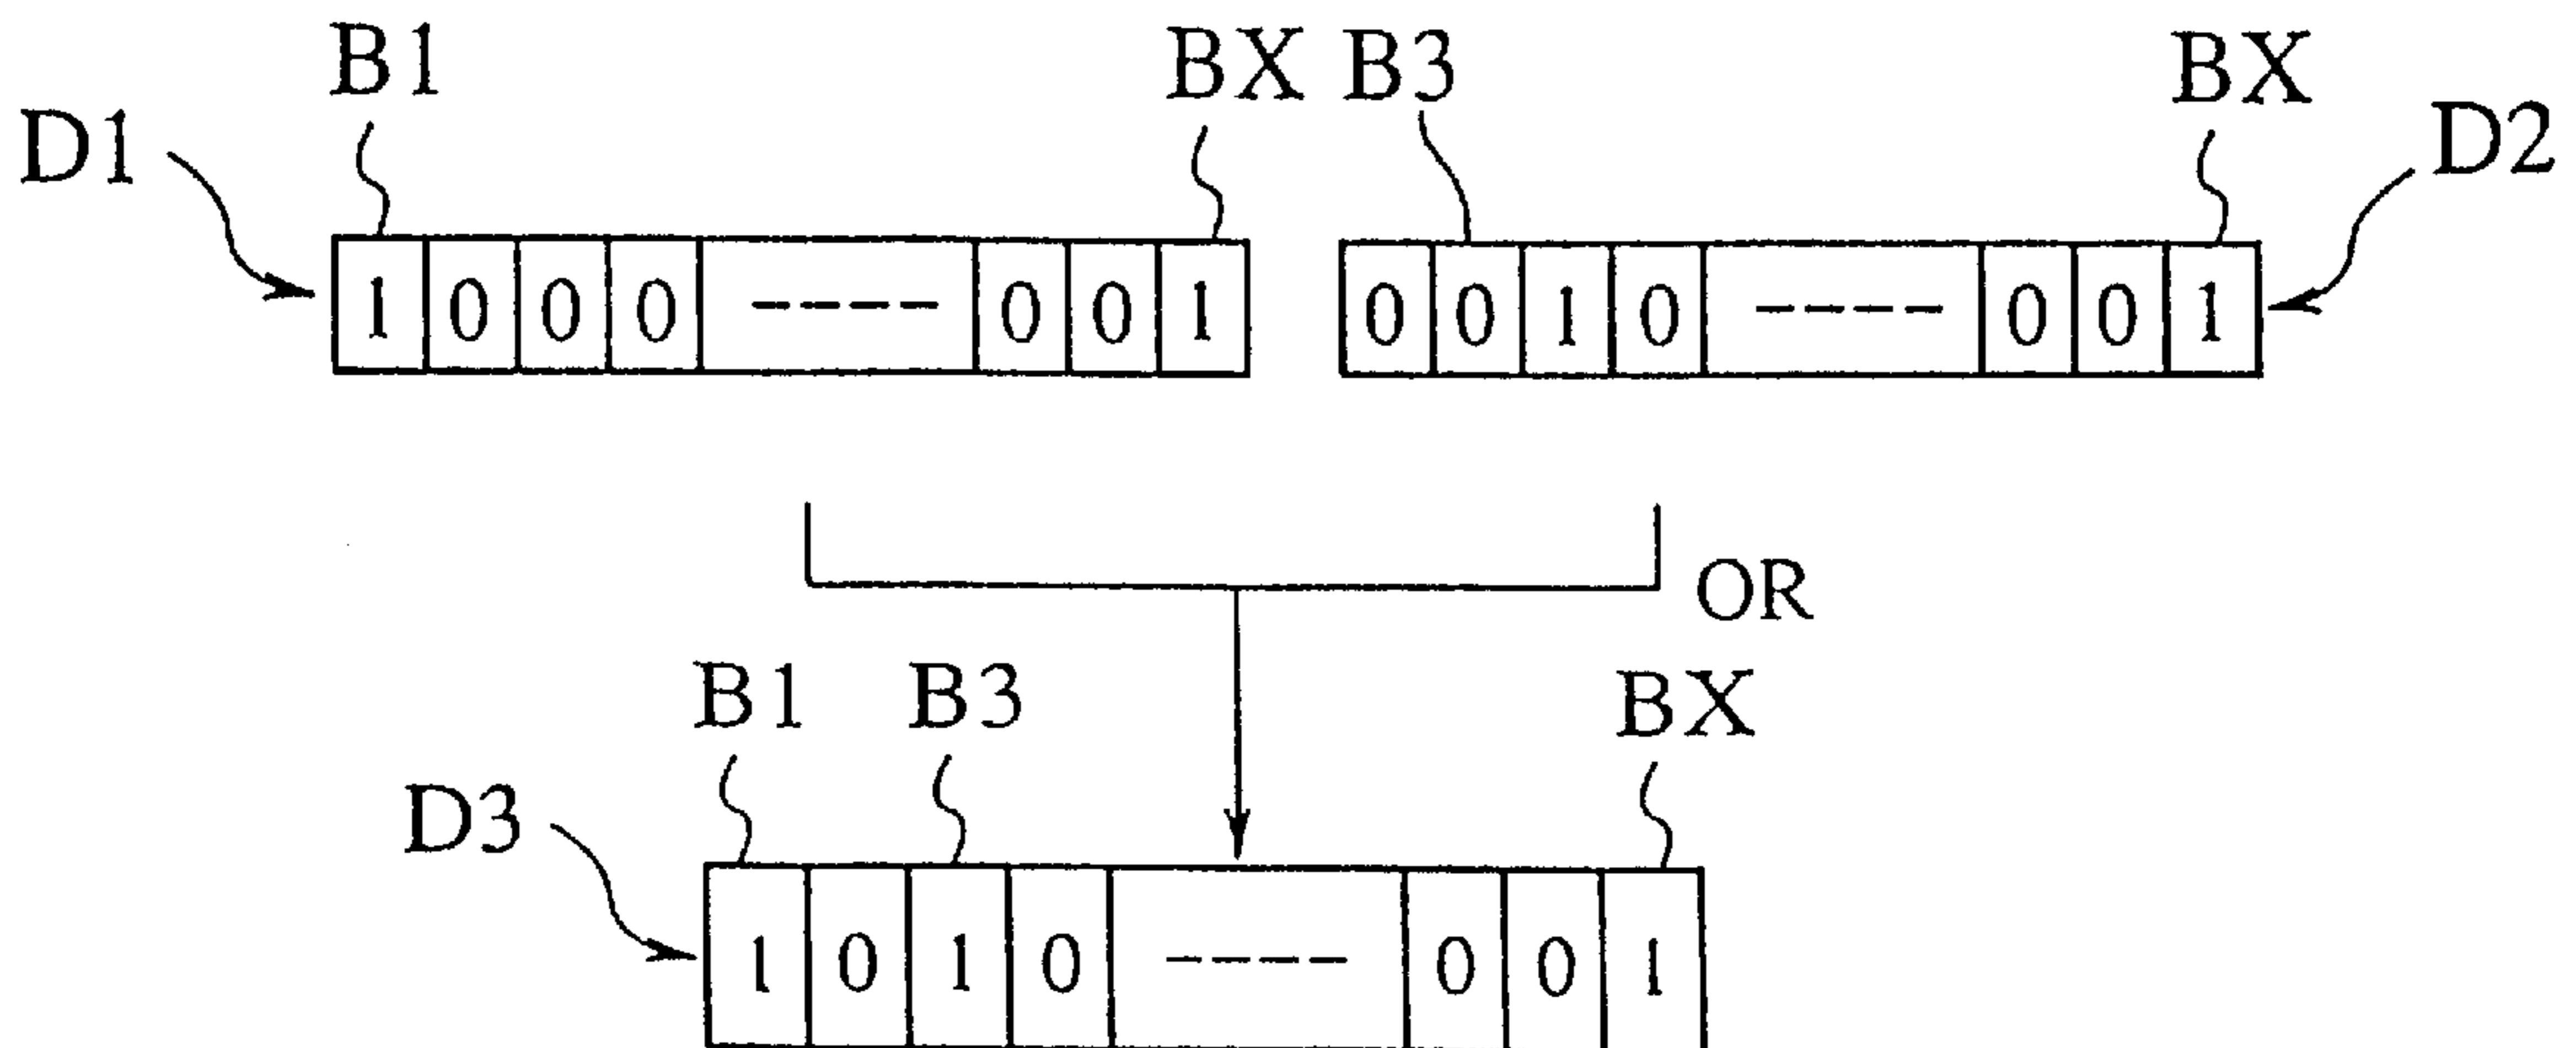 B1 BX B3 BX
D1 D2
1 0 0 0 ---- 0 0 1 0 0 1 0 ---- 0 0 1
OR
B1 B3 BX
D3
1 0 1 0 ---- 0 0 1